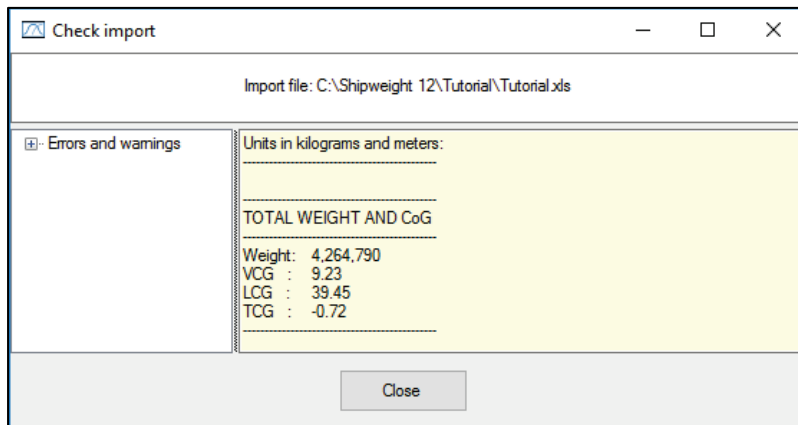 Check import
Import file: C:\Shipweight 12\Tutorial\Tutorial.xls
Errors and warnings
Units in kilograms and meters:
----------------------------------------
----------------------------------------
TOTAL WEIGHT AND CoG
----------------------------------------
Weight: 4,264,790
VCG : 9.23
LCG : 39.45
TCG : -0.72
----------------------------------------
Close